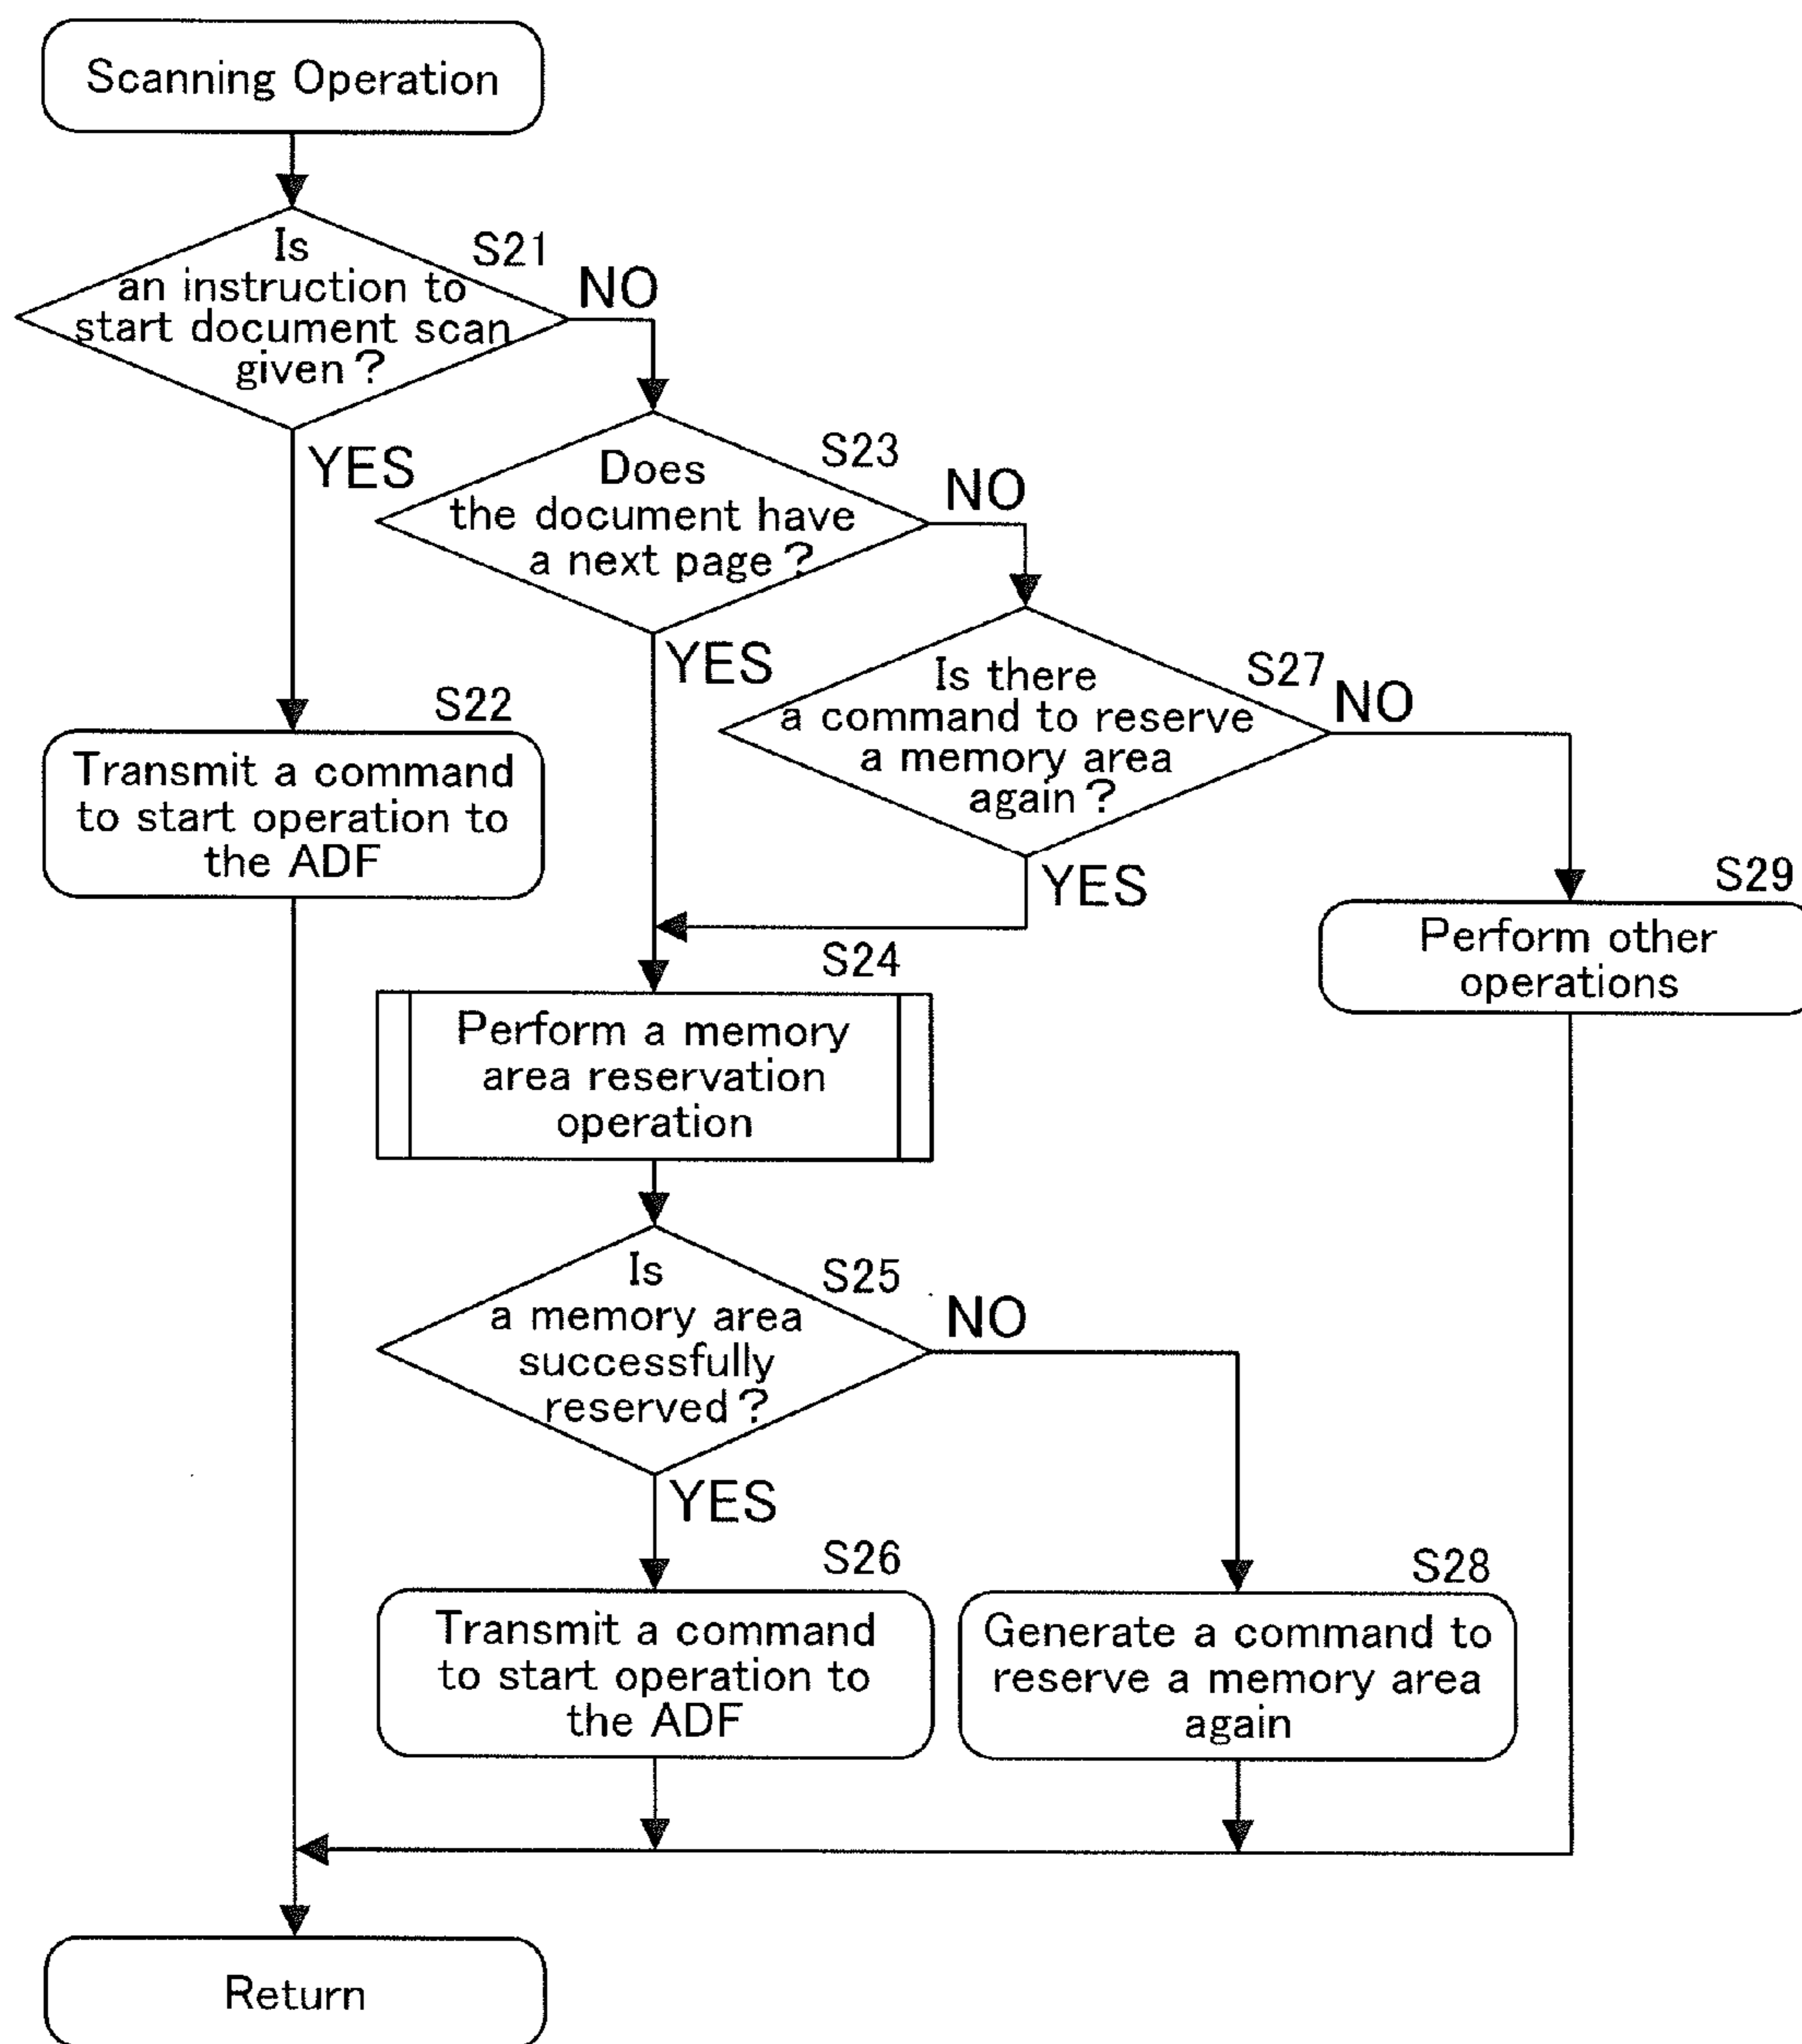 Scanning Operation
S21
Is
an instruction to
start document scan
given?
NO
YES
S23
Does
the document have
a next page?
NO
YES
S27
Is there
a command to reserve
a memory area
again?
NO
YES
S22
Transmit a command
to start operation to
the ADF
S29
Perform other
operations
S24
Perform a memory
area reservation
operation
S25
Is
a memory area
successfully
reserved?
NO
YES
S26
Transmit a command
to start operation to
the ADF
S28
Generate a command to
reserve a memory area
again
Return